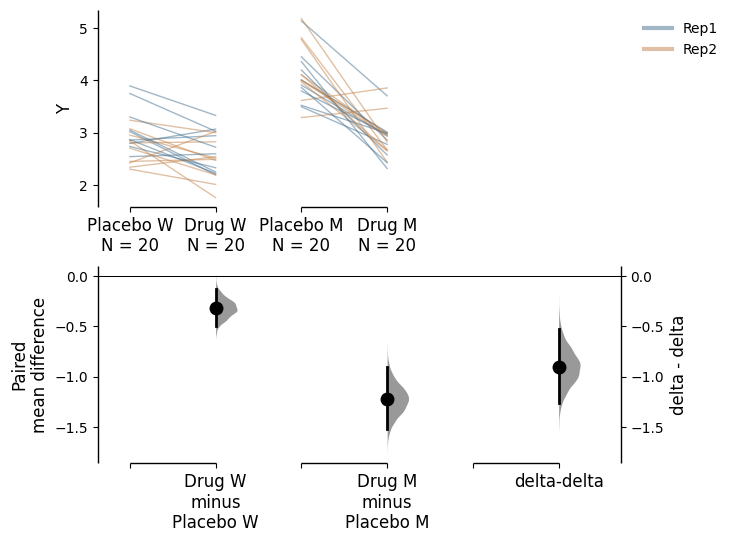 5
4
3
2
Y
Rep1
Rep2
Placebo W
N = 20
Drug W
N = 20
Placebo M
N = 20
Drug M
N = 20
0.0
−0.5
−1.0
−1.5
Paired
mean difference
0.0
−0.5
−1.0
−1.5
delta - delta
Drug W
minus
Placebo W
Drug M
minus
Placebo M
delta-delta